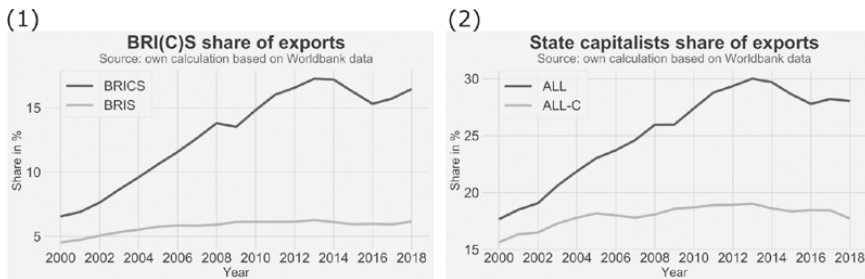 (1)
BRI(C)S share of exports
Source: own calculation based on Worldbank data
BRICS
BRIS
Share in %
15
10
5
2000 2002 2004 2006 2008 2010 2012 2014 2016 2018
Year
(2)
State capitalists share of exports
Source: own calculation based on Worldbank data
ALL
ALL-C
Share in %
30
25
20
15
2000 2002 2004 2006 2008 2010 2012 2014 2016 2018
Year